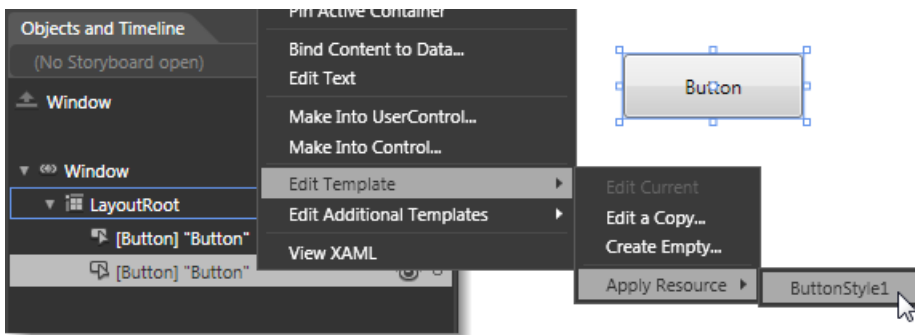 Objects and Timeline
(No Storyboard open)
Window
Window
LayoutRoot
[Button] "Button"
[Button] "Button"
Pin Active Container
Bind Content to Data...
Edit Text
Make Into UserControl...
Make Into Control...
Edit Template
Edit Additional Templates
View XAML
Edit Current
Edit a Copy...
Create Empty...
Apply Resource
ButtonStyle1
Button